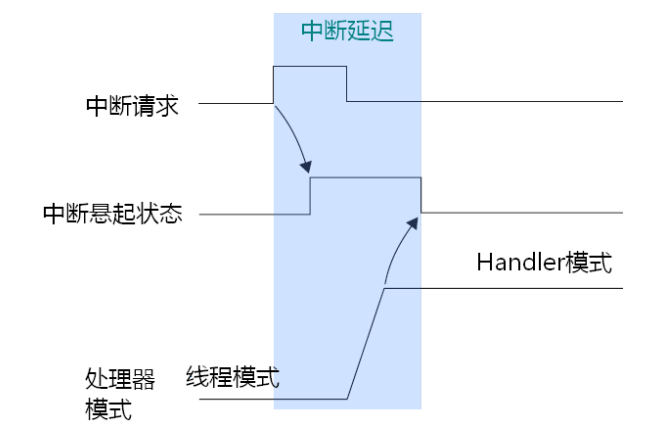 中断延迟
中断请求
中断悬起状态
Handler模式
处理器
模式
线程模式